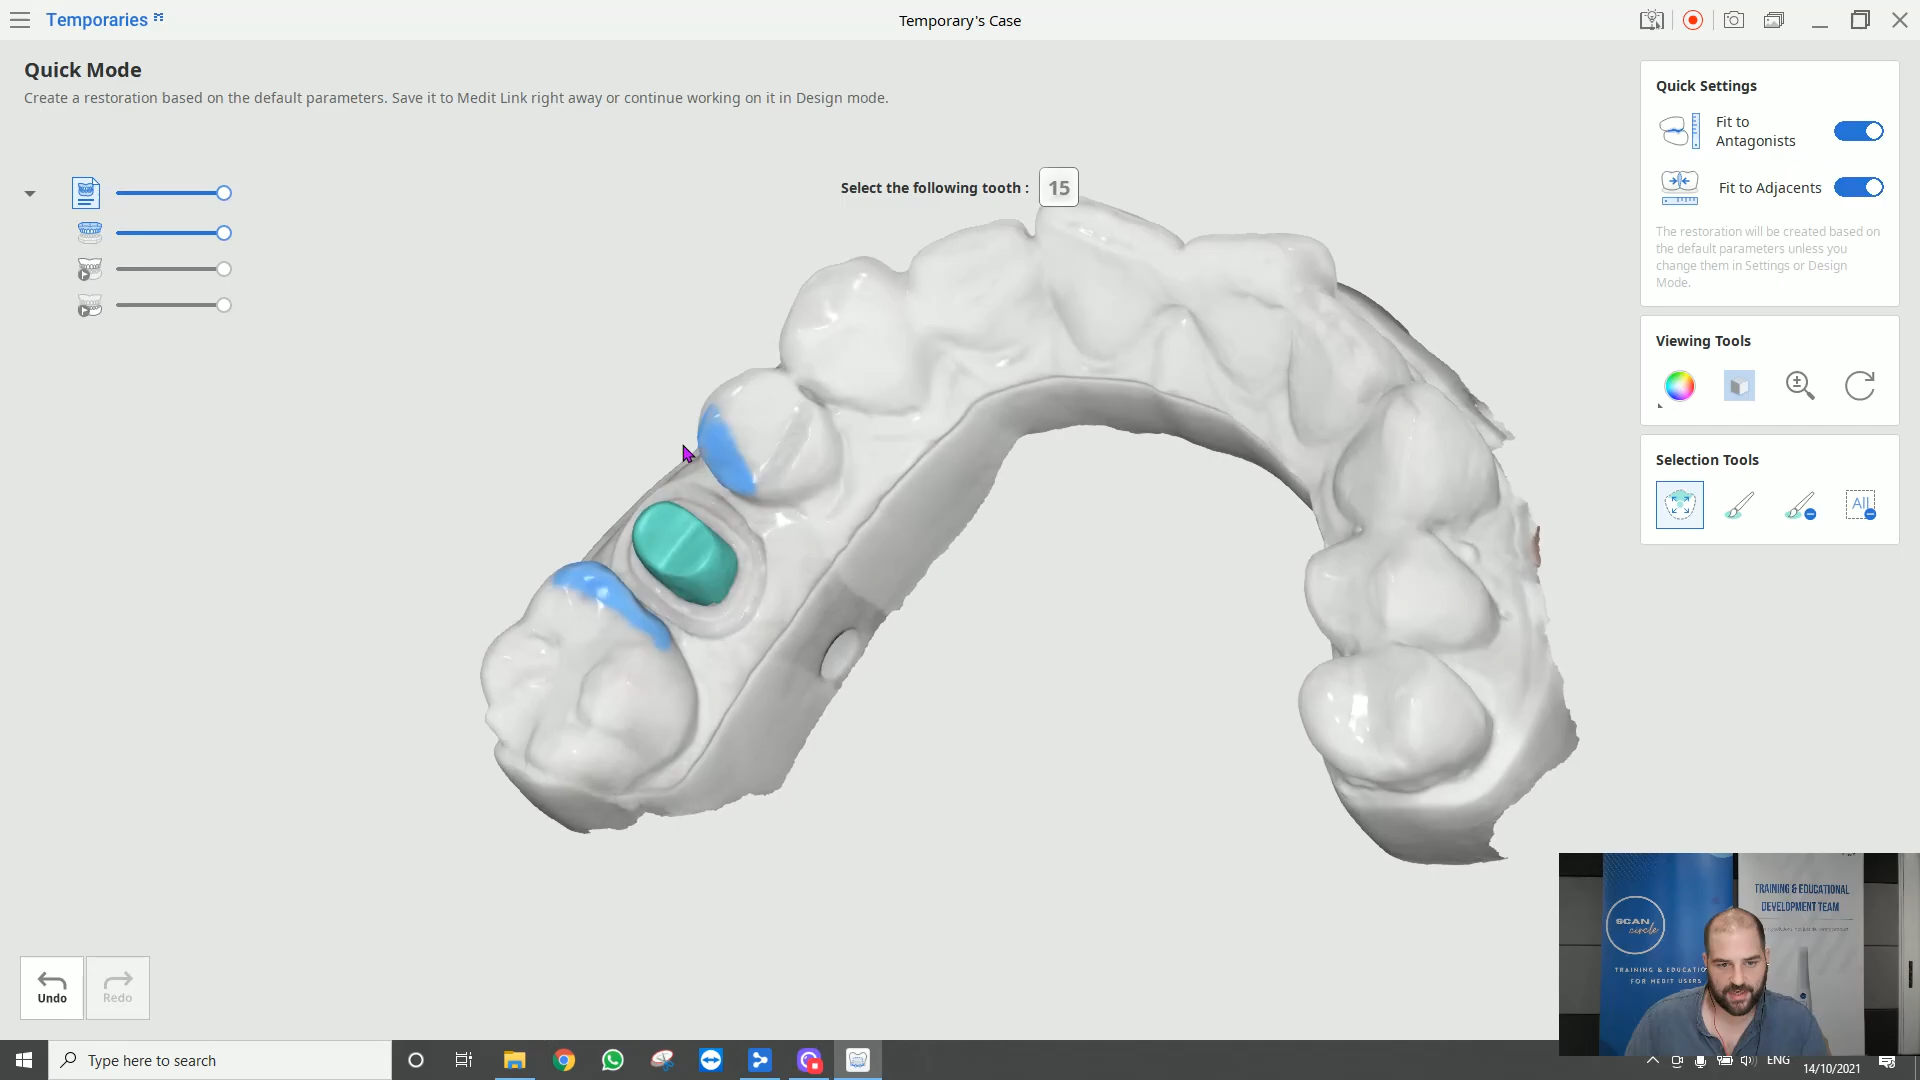 Temporaries
Temporary's Case
Quick Mode
Create a restoration based on the default parameters. Save it to Medit Link right away or continue working on it in Design mode.
Select the following tooth : 15
Quick Settings
Fit to
Antagonists
Fit to Adjacents
The restoration will be created based on
the default parameters unless you
change them in Settings or Design
Mode.
Viewing Tools
Selection Tools
All
Undo
Redo
SCAN
circle
TRAINING & EDUCATIO
FOR MEDIT USERS
TRAINING & EDUCATIONAL
DEVELOPMENT TEAM
Type here to search
ENG
14/10/2021